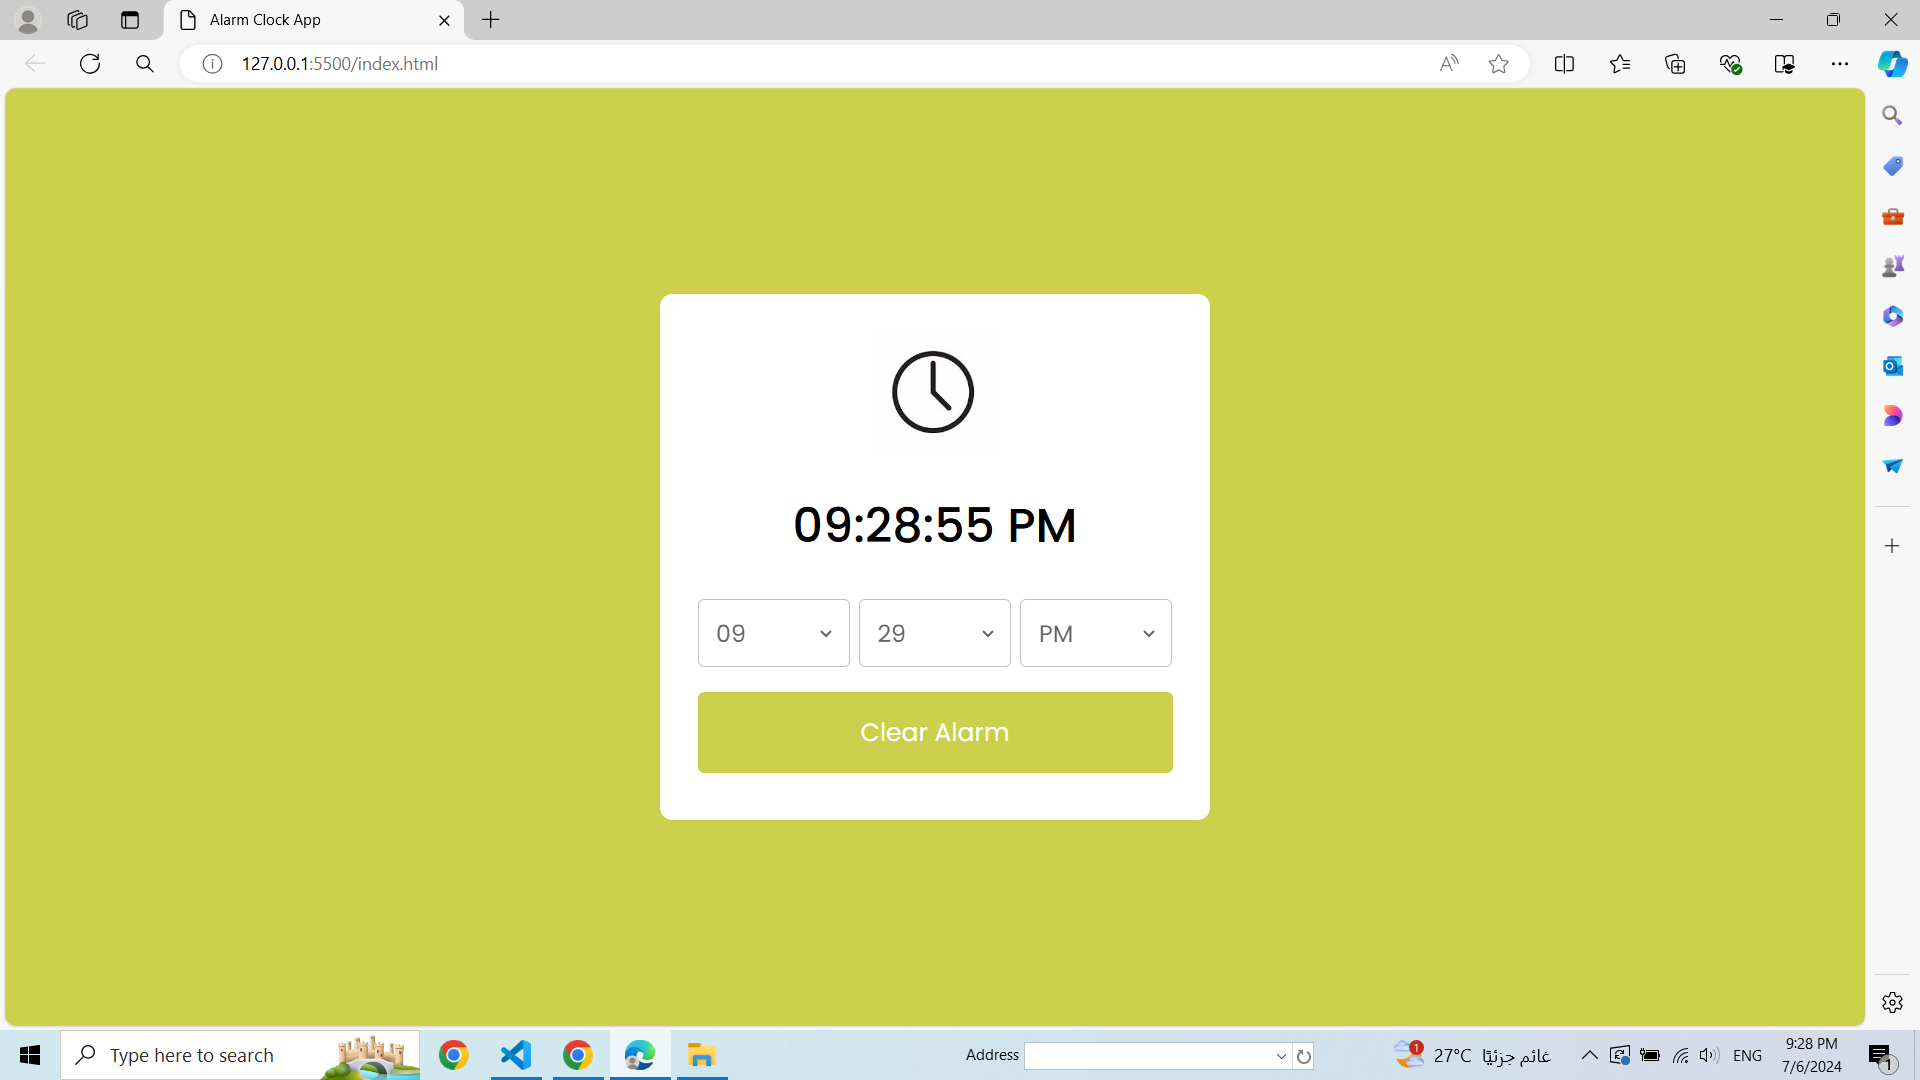 Alarm Clock App
127.0.0.1:5500/index.html
09:28:55 PM
09 29 PM
Clear Alarm
Type here to search
Address
1
27°C غائم جزئيًا
ENG
9:28 PM
7/6/2024
1